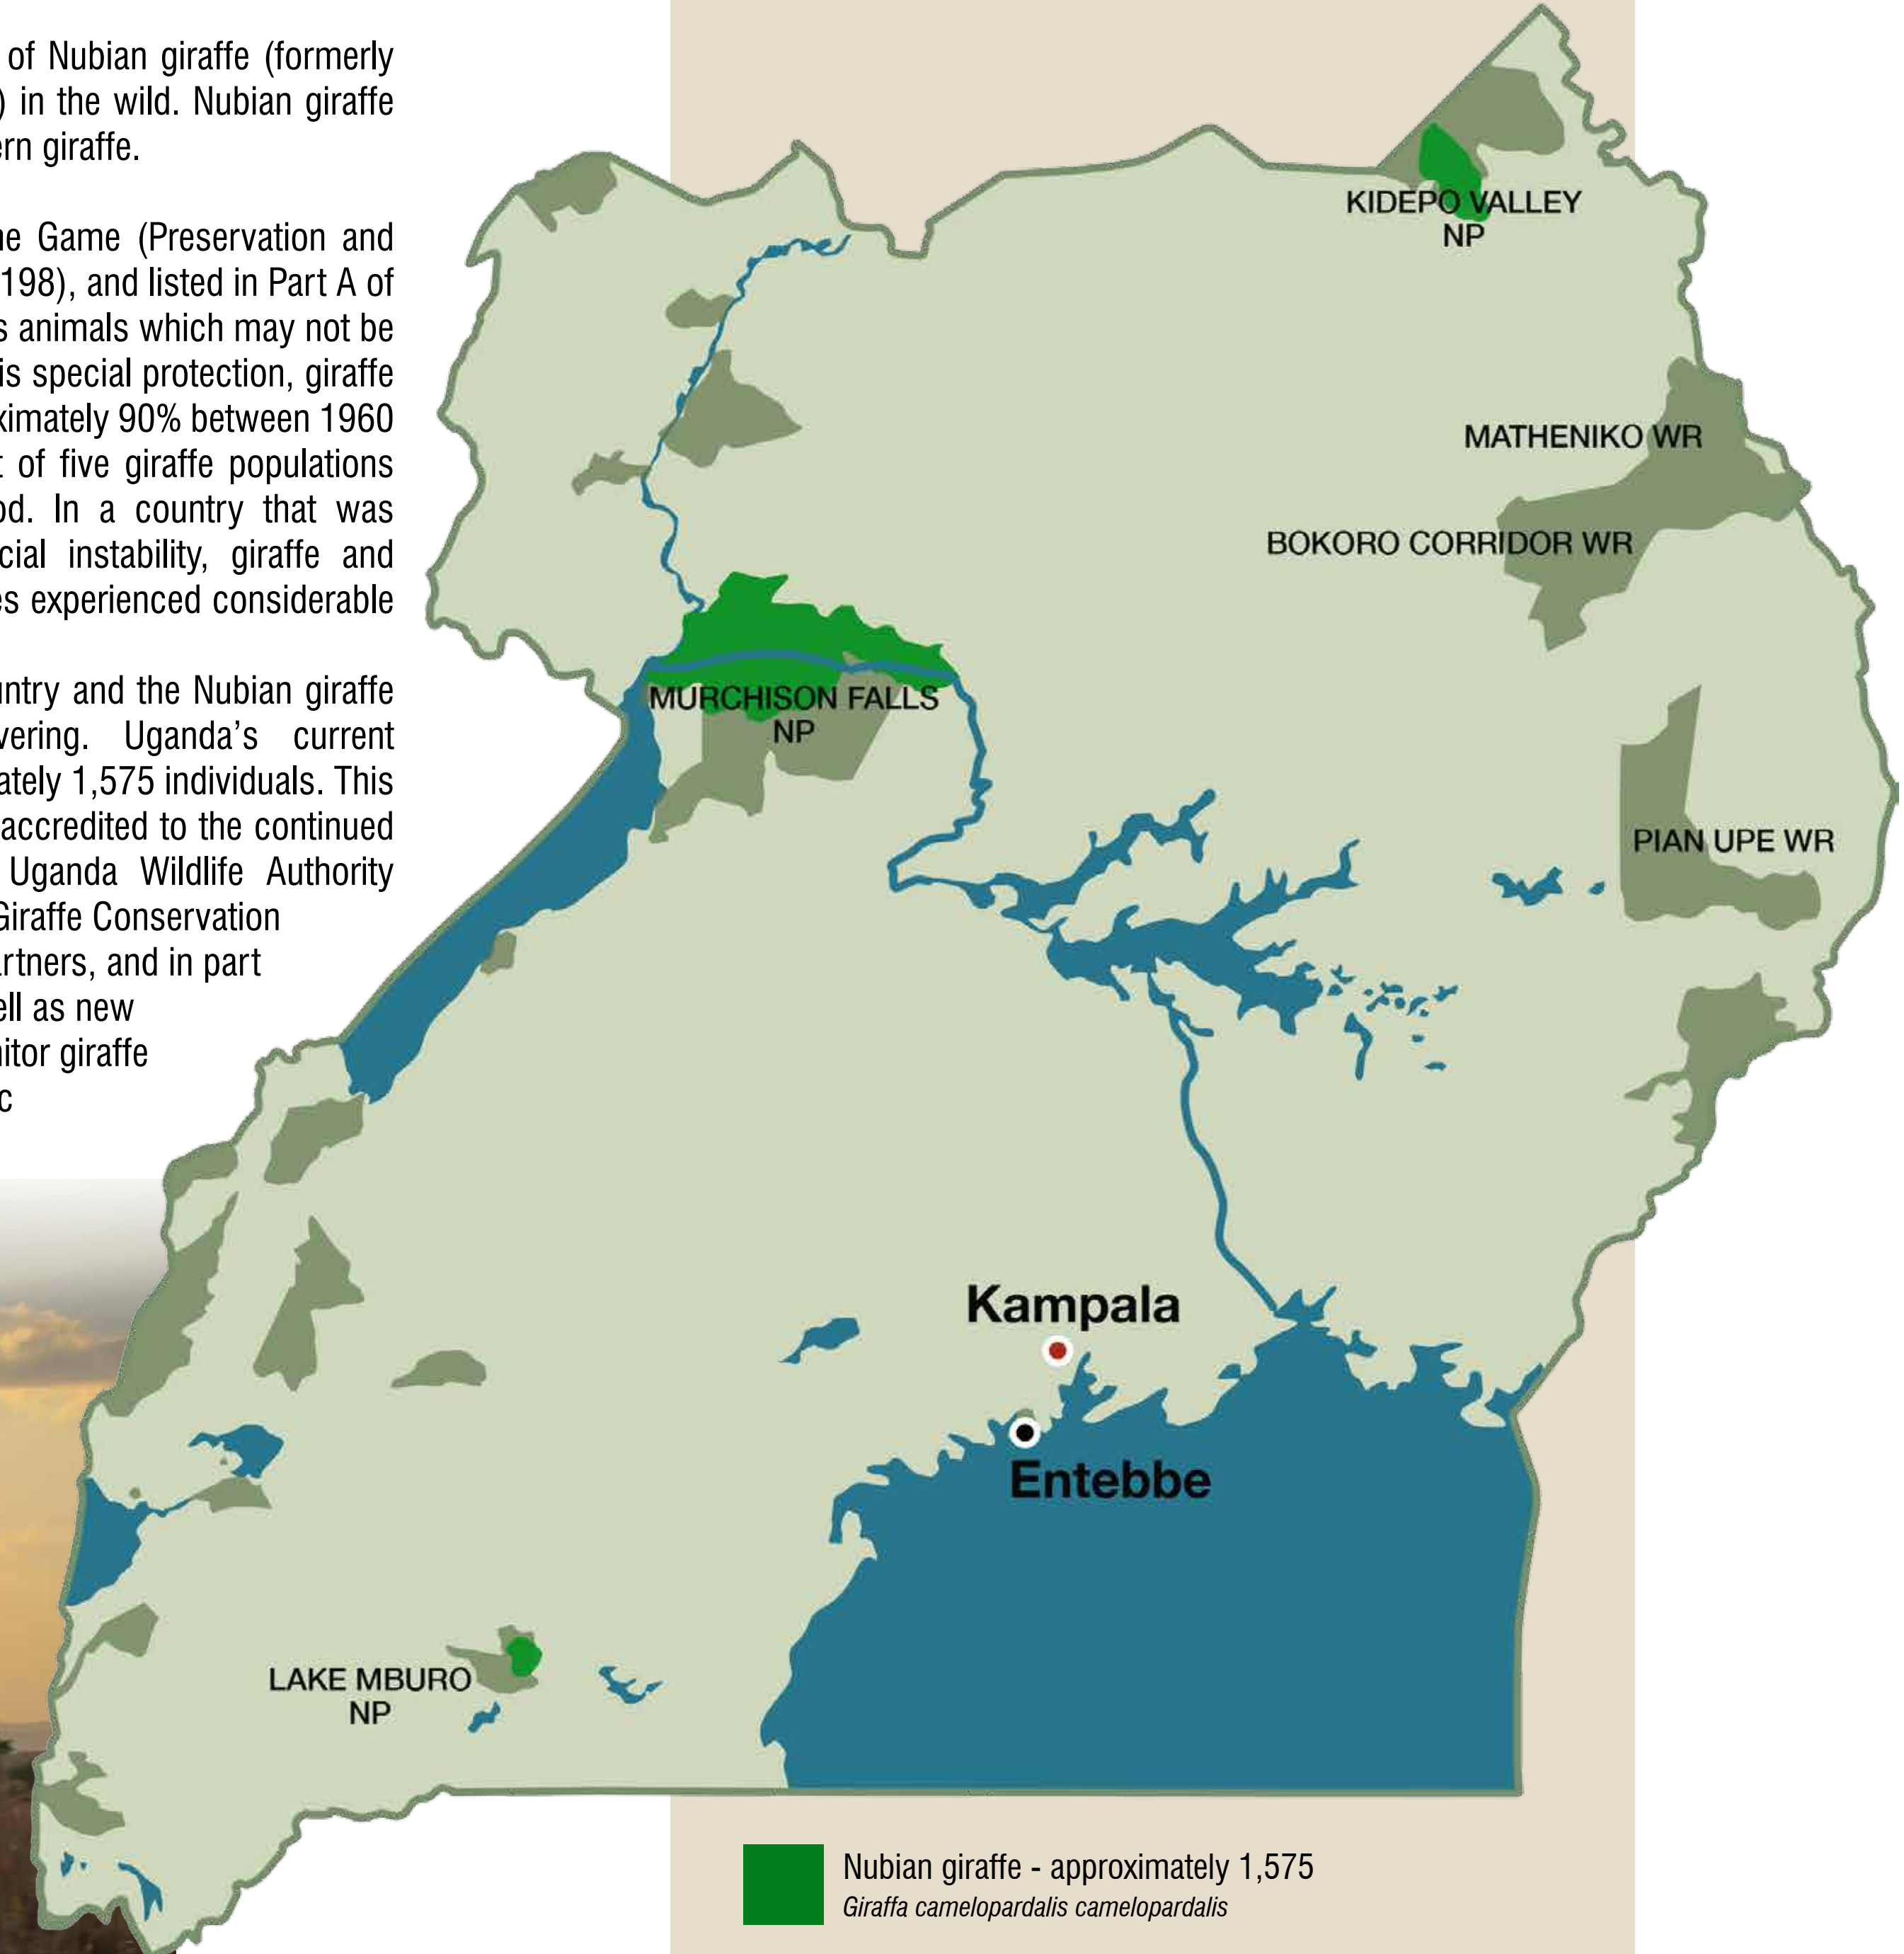 of Nubian giraffe (formerly
) in the wild. Nubian giraffe
ern giraffe.
ne Game (Preservation and
198), and listed in Part A of
s animals which may not be
is special protection, giraffe
ximately 90% between 1960
t of five giraffe populations
od. In a country that was
cial instability, giraffe and
es experienced considerable
untry and the Nubian giraffe
vering. Uganda's current
ately 1,575 individuals. This
accredited to the continued
Uganda Wildlife Authority
Giraffe Conservation
artners, and in part
ell as new
nitor giraffe
c
KIDEPO VALLEY
NP
MATHENIKO WR
BOKORO CORRIDOR WR
MURCHISON FALLS
NP
PIAN UPE WR
Kampala
Entebbe
LAKE MBURO
NP
Nubian giraffe - approximately 1,575
Giraffa camelopardalis camelopardalis